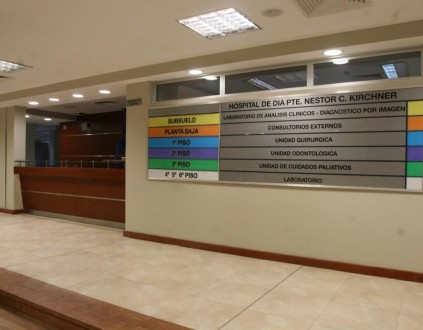 HOSPITAL DE DIA PTE. NESTOR C. KIRCHNER
SUBSUELO LABORATORIO DE ANALISIS CLINICOS - DIAGNOSTICO POR IMAGEN
PLANTA BAJA CONSULTORIOS EXTERNOS
1º PISO UNIDAD QUIRURGICA
2º PISO UNIDAD ODONTOLOGICA
3º PISO UNIDAD DE CUIDADOS PALIATIVOS
4º 5º 6º PISO LABORATORIO